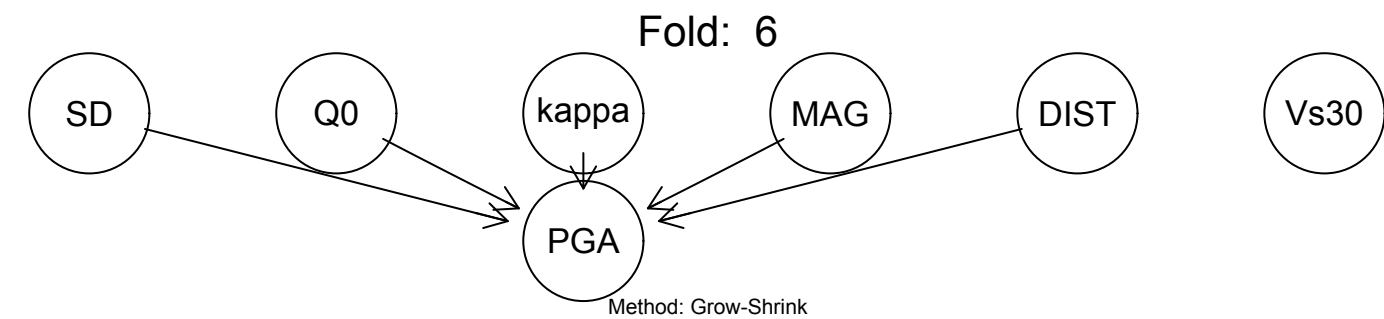 Fold: 6
SD Q0 kappa MAG DIST Vs30
PGA
Method: Grow-Shrink